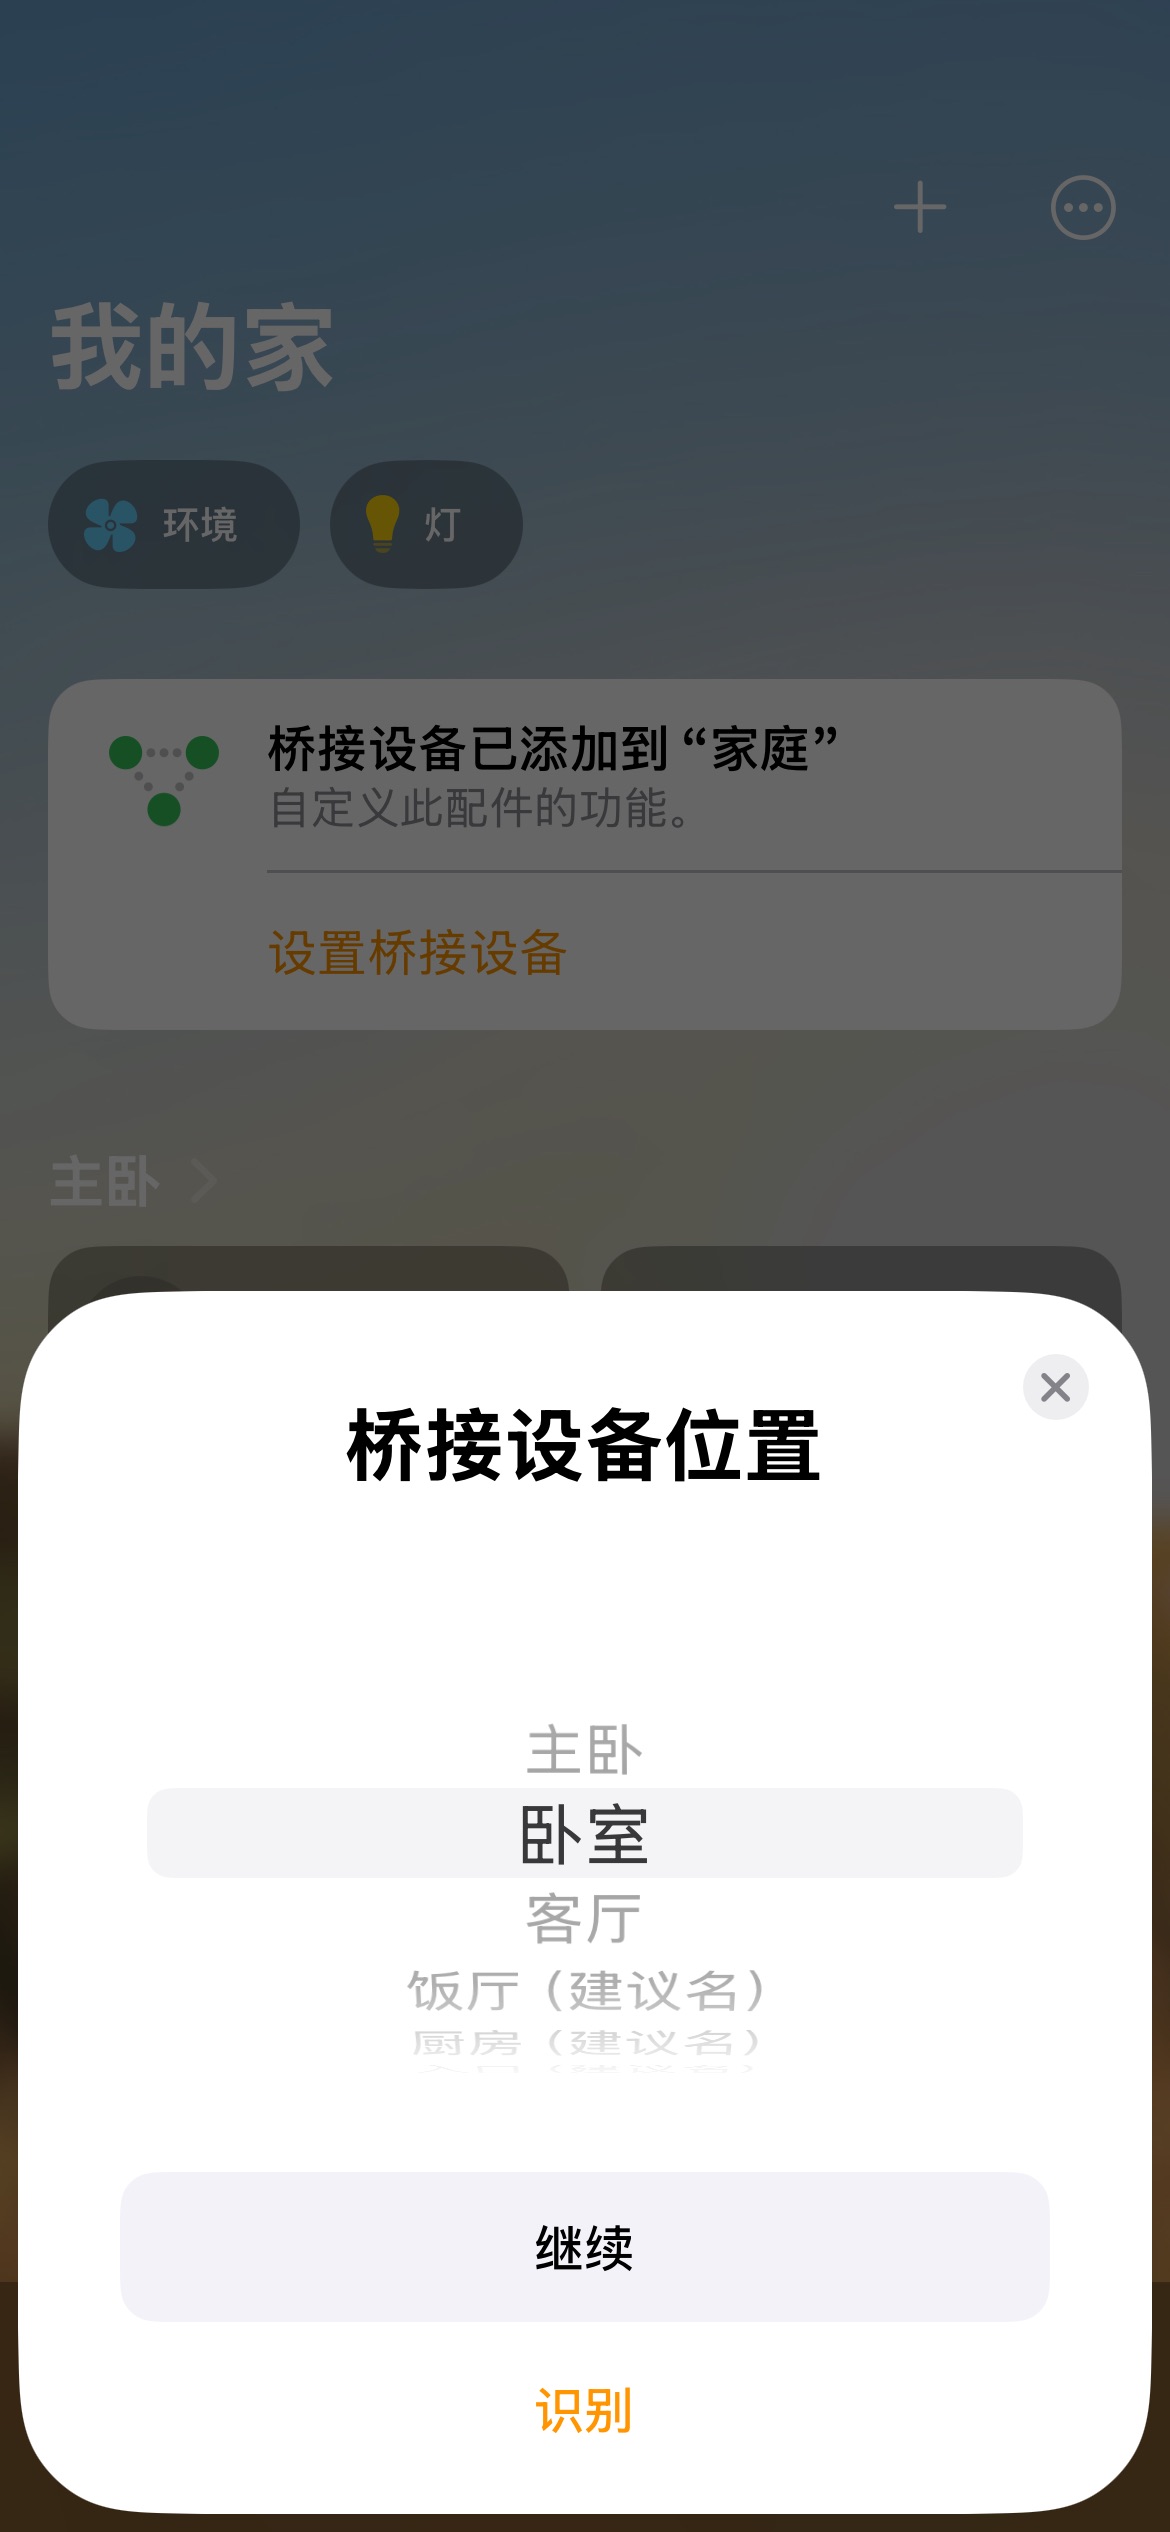 我的家
环境
灯
桥接设备已添加到 “家庭”
自定义此配件的功能。
设置桥接设备
主卧
桥接设备位置
主卧
卧室
客厅
饭厅（建议名）
厨房（建议名）
继续
识别